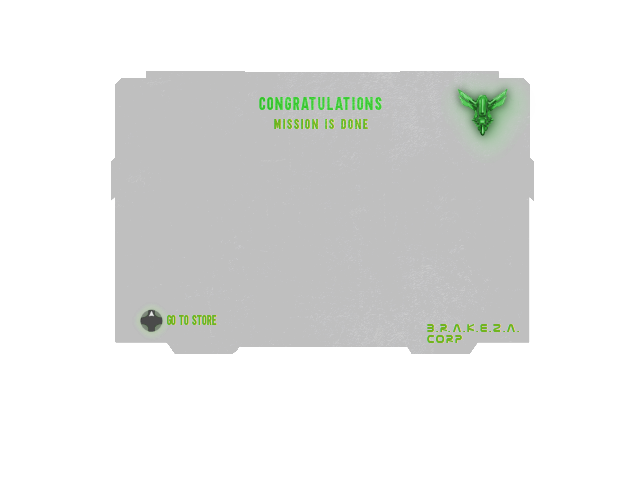 CONGRATULATIONS
MISSION IS DONE
GO TO STORE
B.R.A.K.E.Z.A.
CORP